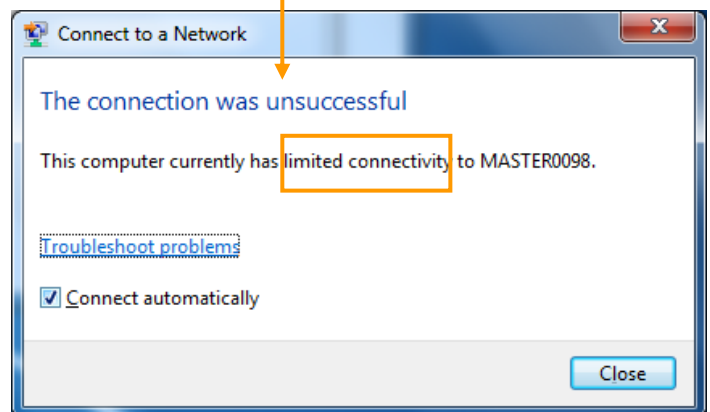 Connect to a Network
The connection was unsuccessful
This computer currently has limited connectivity to MASTER0098.
Troubleshoot problems
Connect automatically
Close